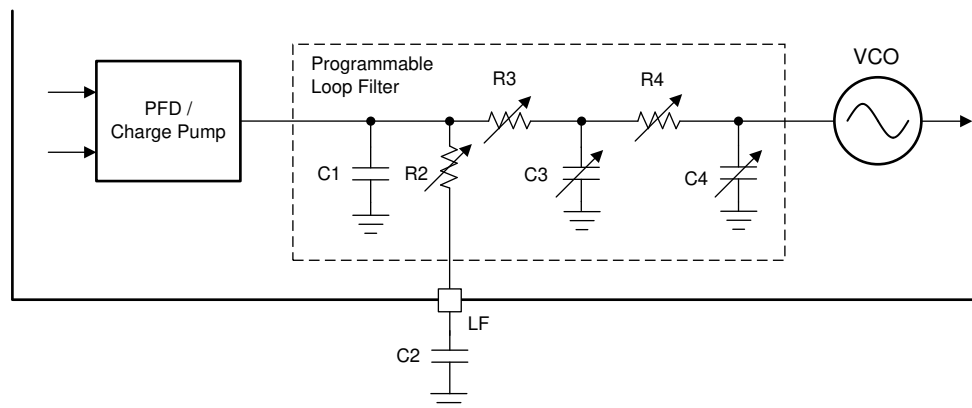 Programmable
Loop Filter
VCO
R3
R4
PFD /
Charge Pump
C1
R2
C3
C4
LF
C2